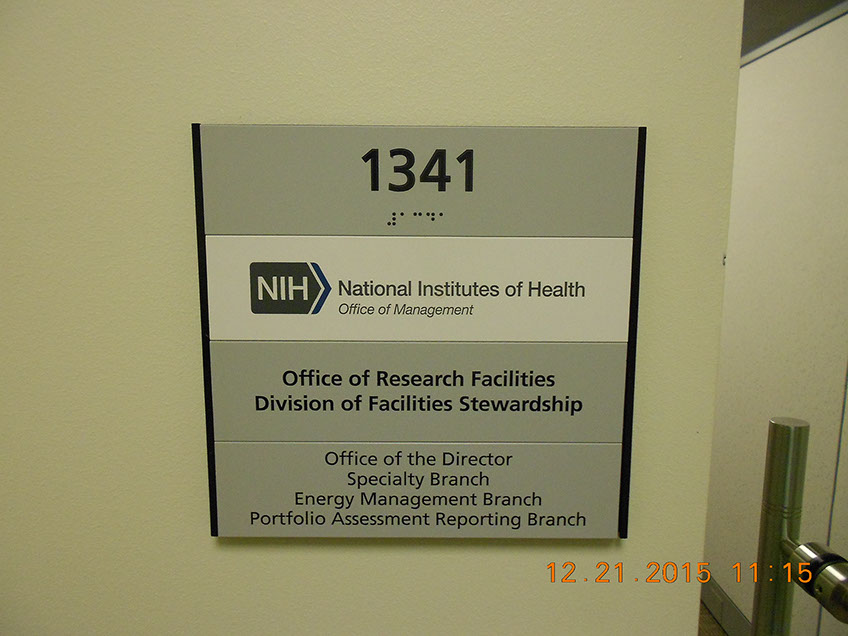 1341
NIH National Institutes of Health
Office of Management
Office of Research Facilities
Division of Facilities Stewardship
Office of the Director
Specialty Branch
Energy Management Branch
Portfolio Assessment Reporting Branch
12.21.2015 11:15